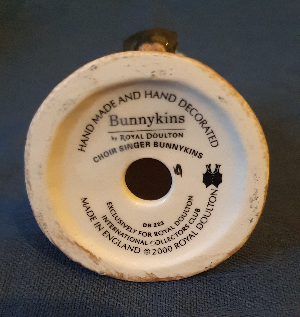 HAND MADE AND HAND DECORATED
Bunnykins
by ROYAL DOULTON
CHOIR SINGER BUNNYKINS
DB 223
EXCLUSIVELY FOR ROYAL DOULTON
INTERNATIONAL COLLECTORS CLUB
MADE IN ENGLAND © 2000 ROYAL DOULTON